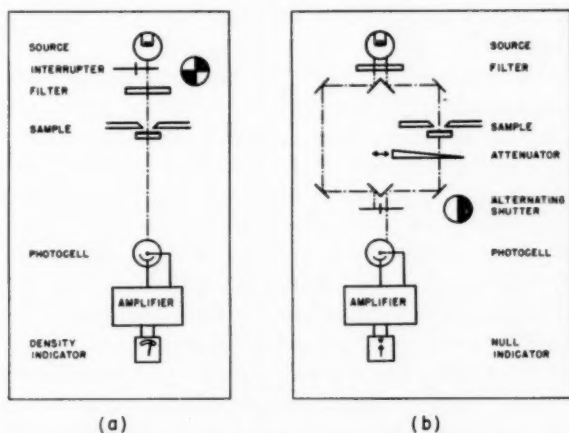 SOURCE
INTERRUPTER
FILTER
SAMPLE
PHOTOCELL
AMPLIFIER
DENSITY
INDICATOR
(a)
SOURCE
FILTER
SAMPLE
ATTENUATOR
ALTERNATING
SHUTTER
PHOTOCELL
AMPLIFIER
NULL
INDICATOR
(b)